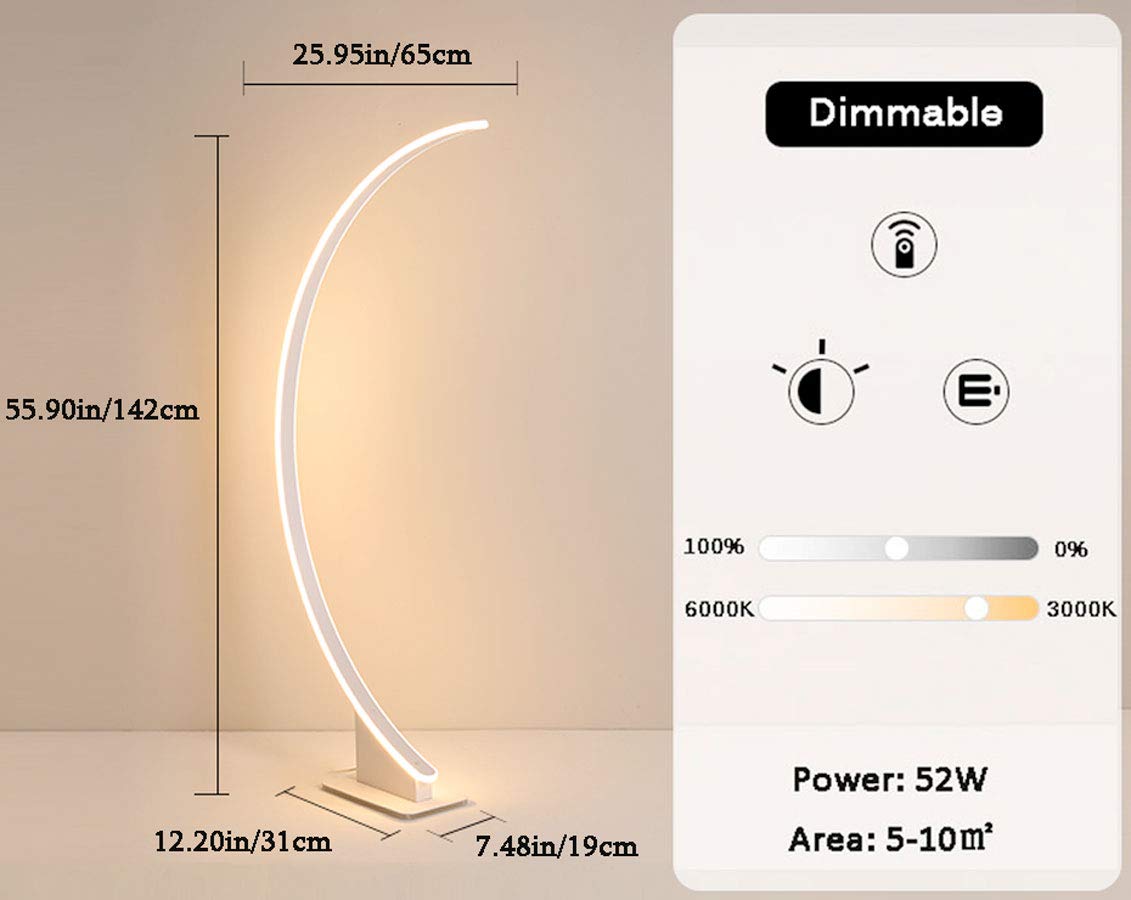 25.95in/65cm
55.90in/142cm
12.20in/31cm
7.48in/19cm
Dimmable
100% 0%
6000K 3000K
Power: 52W
Area: 5-10㎡